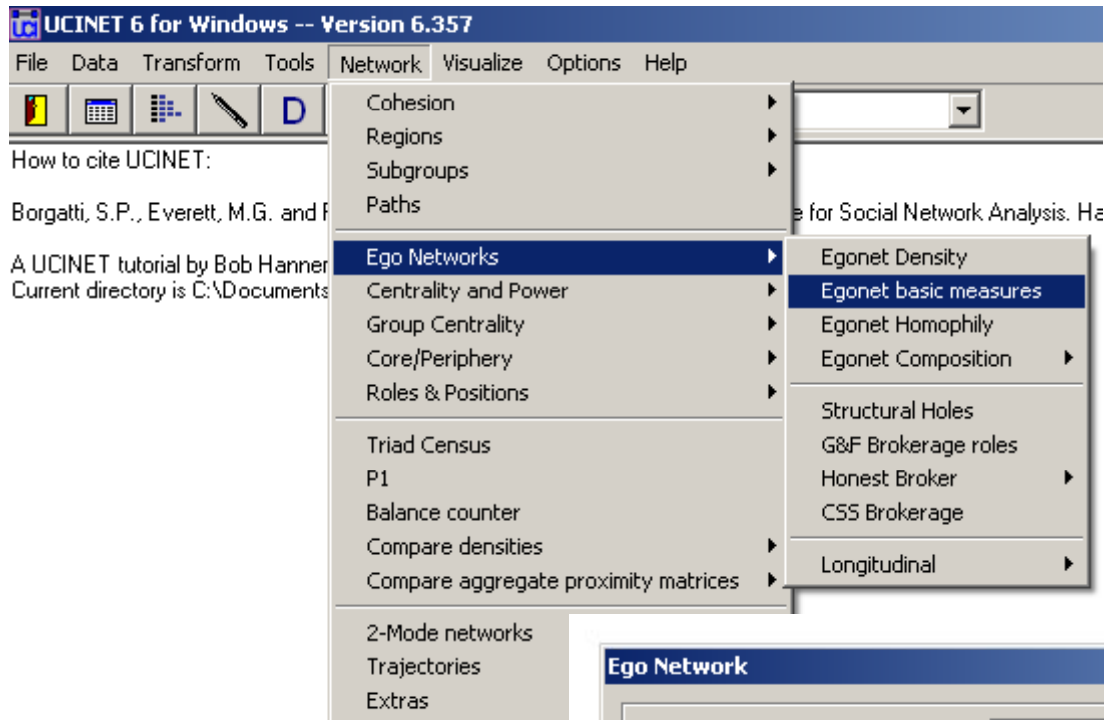 UCINET 6 for Windows -- Version 6.357
File Data Transform Tools Network Visualize Options Help
D
How to cite UCINET:
Borgatti, S.P., Everett, M.G. and
for Social Network Analysis.
A UCINET tutorial by Bob
Current directory is C:\Documents
Cohesion
Regions
Subgroups
Paths
Ego Networks
Centrality and Power
Group Centrality
Core/Periphery
Roles & Positions
Triad Census
P1
Balance counter
Compare densities
Compare aggregate proximity matrices
2-Mode networks
Trajectories
Extras
Egonet Density
Egonet basic measures
Egonet Homophily
Egonet Composition
Structural Holes
G&F Brokerage roles
Honest Broker
CSS Brokerage
Longitudinal
Ego Network